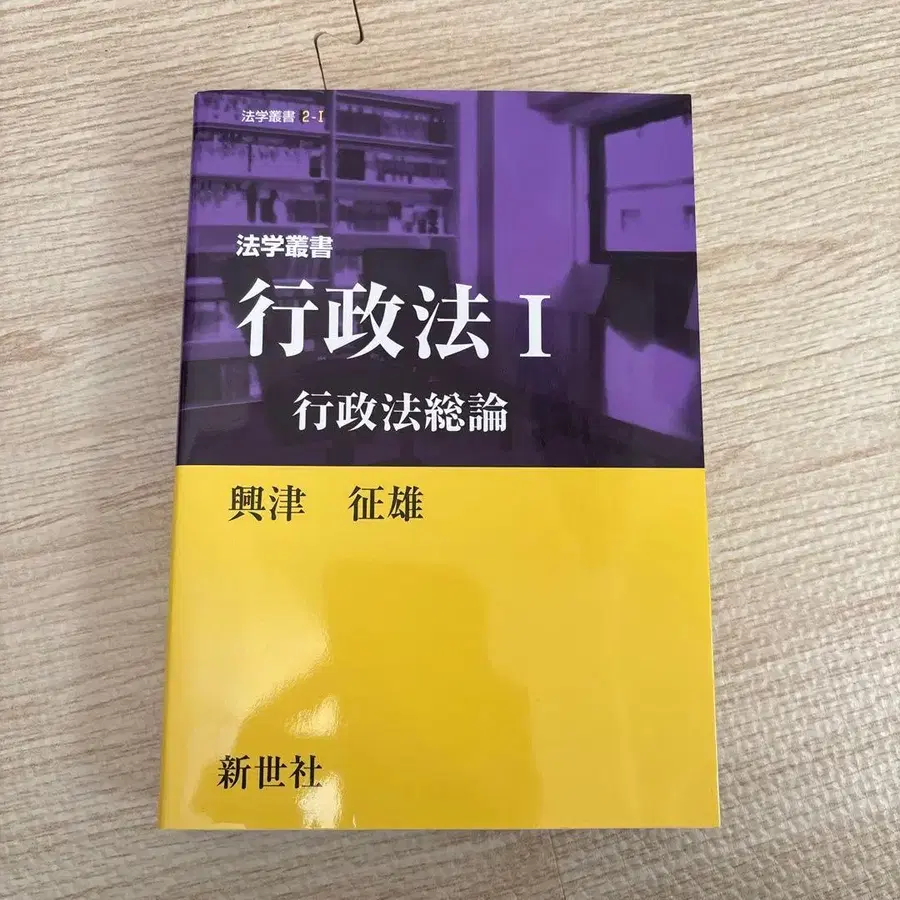 法学叢書 2-I
法学叢書
行政法 I
行政法総論
興津 征雄
新世社